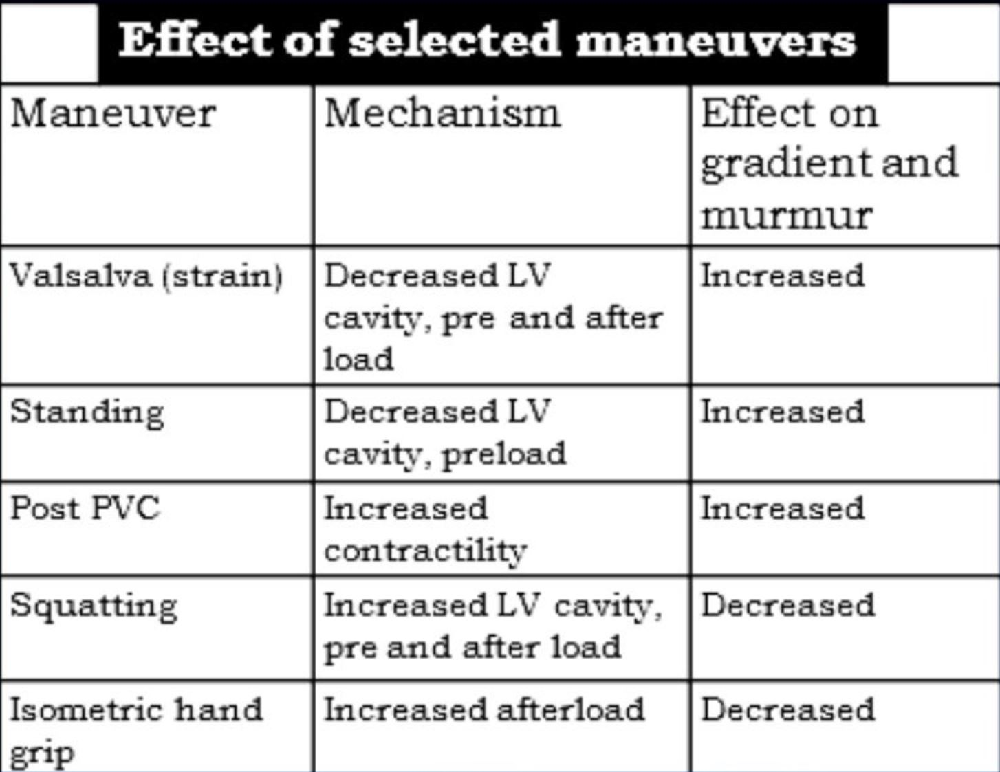 Effect of selected maneuvers
Maneuver
Mechanism
Effect on
gradient and
murmur
Valsalva (strain)
Decreased LV
cavity, pre and after
load
Increased
Standing
Decreased LV
cavity, preload
Increased
Post PVC
Increased
contractility
Increased
Squatting
Increased LV cavity,
pre and after load
Decreased
Isometric hand
grip
Increased afterload
Decreased